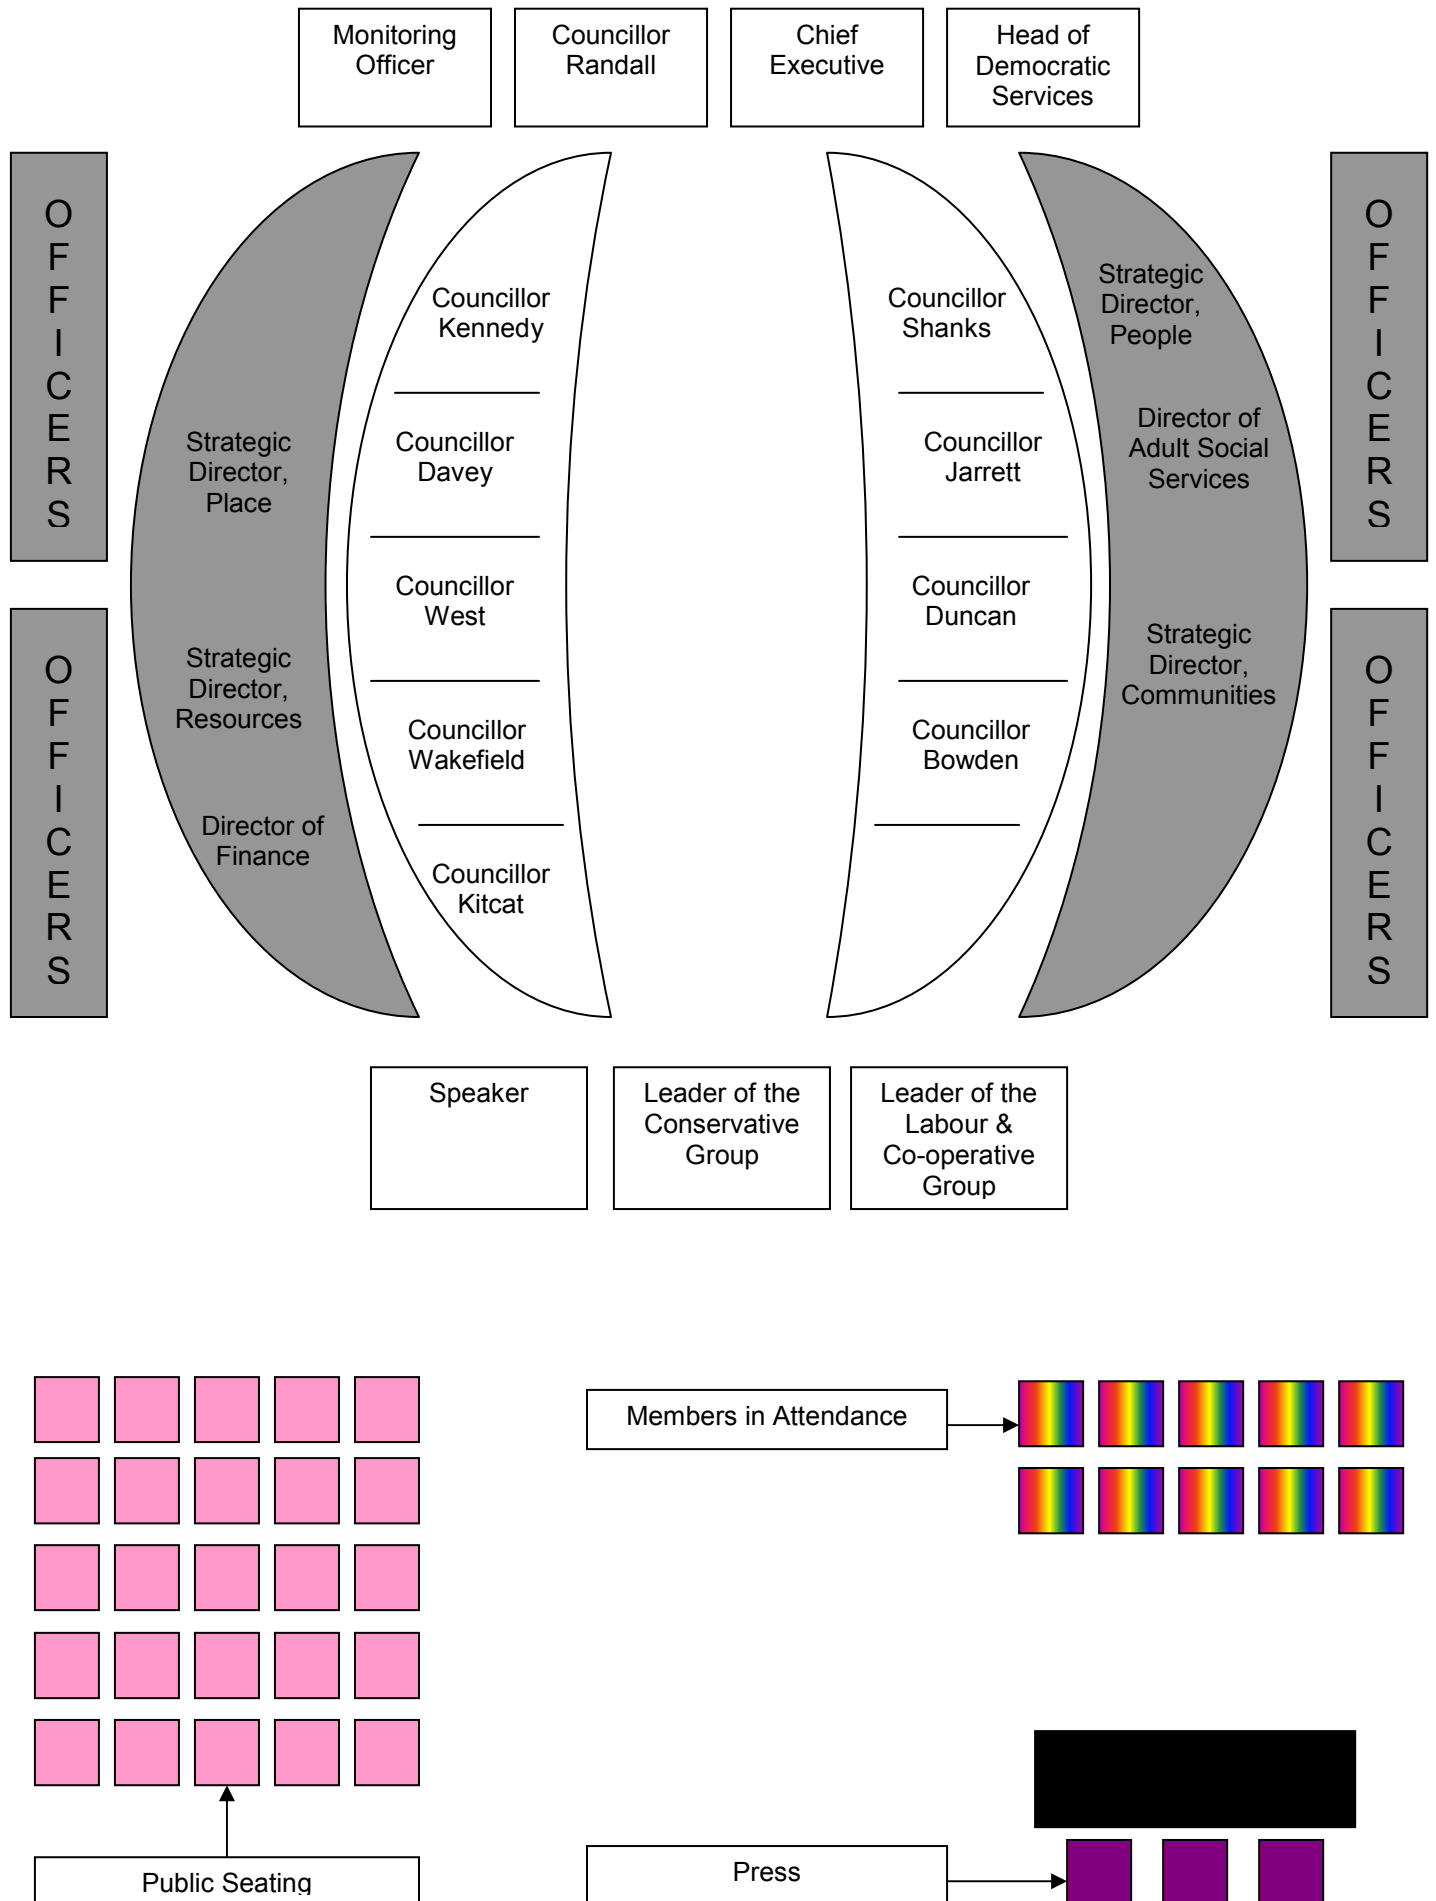 Monitoring
Officer
Councillor
Randall
Chief
Executive
Head of
Democratic
Services
O
F
F
I
C
E
R
S
O
F
F
I
C
E
R
S
Strategic
Director,
Place
Strategic
Director,
Resources
Director of
Finance
Councillor
Kennedy
Councillor
Davey
Councillor
West
Councillor
Wakefield
Councillor
Kitcat
Councillor
Shanks
Councillor
Jarrett
Councillor
Duncan
Councillor
Bowden
Strategic
Director,
People
Director of
Adult Social
Services
Strategic
Director,
Communities
O
F
F
I
C
E
R
S
O
F
F
I
C
E
R
S
Speaker
Leader of the
Conservative
Group
Leader of the
Labour &
Co-operative
Group
Members in Attendance
Public Seating
Press